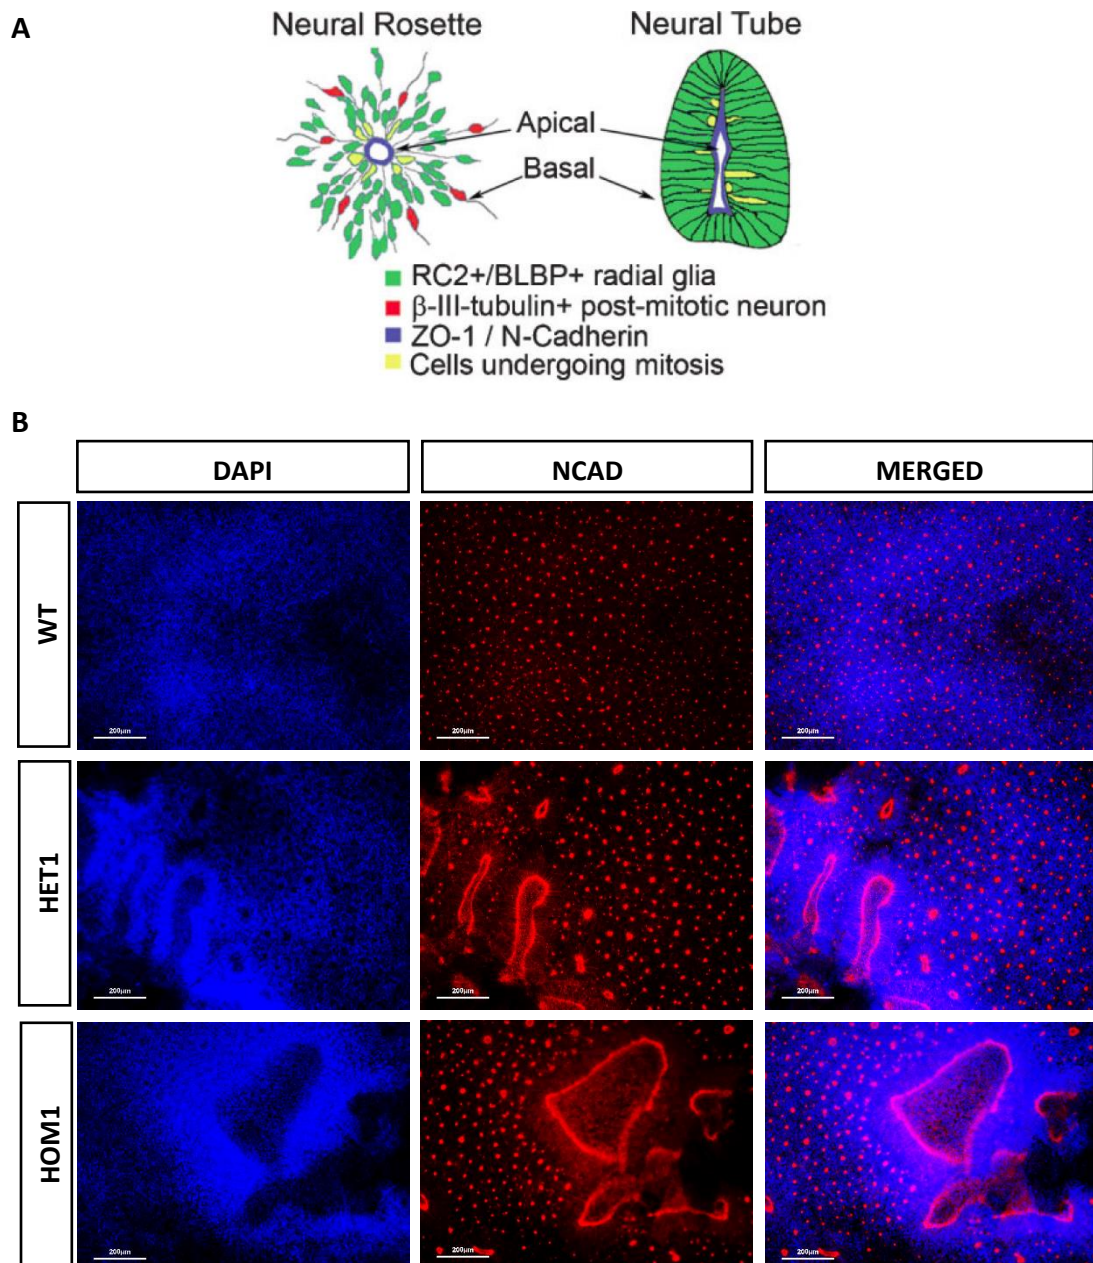 A
Neural Rosette Neural Tube
Apical
Basal
RC2+/BLBP+ radial glia
β-III-tubulin+ post-mitotic neuron
ZO-1 / N-Cadherin
Cells undergoing mitosis
B
DAPI NCAD MERGED
WT
200µm 200µm 200µm
HET1
200µm 200µm 200µm
HOM1
200µm 200µm 200µm